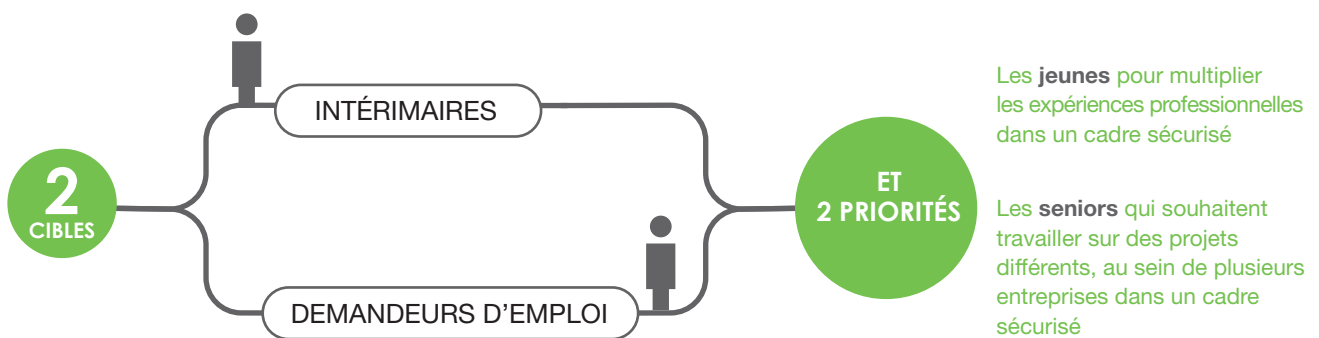 2
CIBLES
INTÉRIMAIRES
DEMANDEURS D'EMPLOI
ET
2 PRIORITÉS
Les jeunes pour multiplier
les expériences professionnelles
dans un cadre sécurisé
Les seniors qui souhaitent
travailler sur des projets
différents, au sein de plusieurs
entreprises dans un cadre
sécurisé